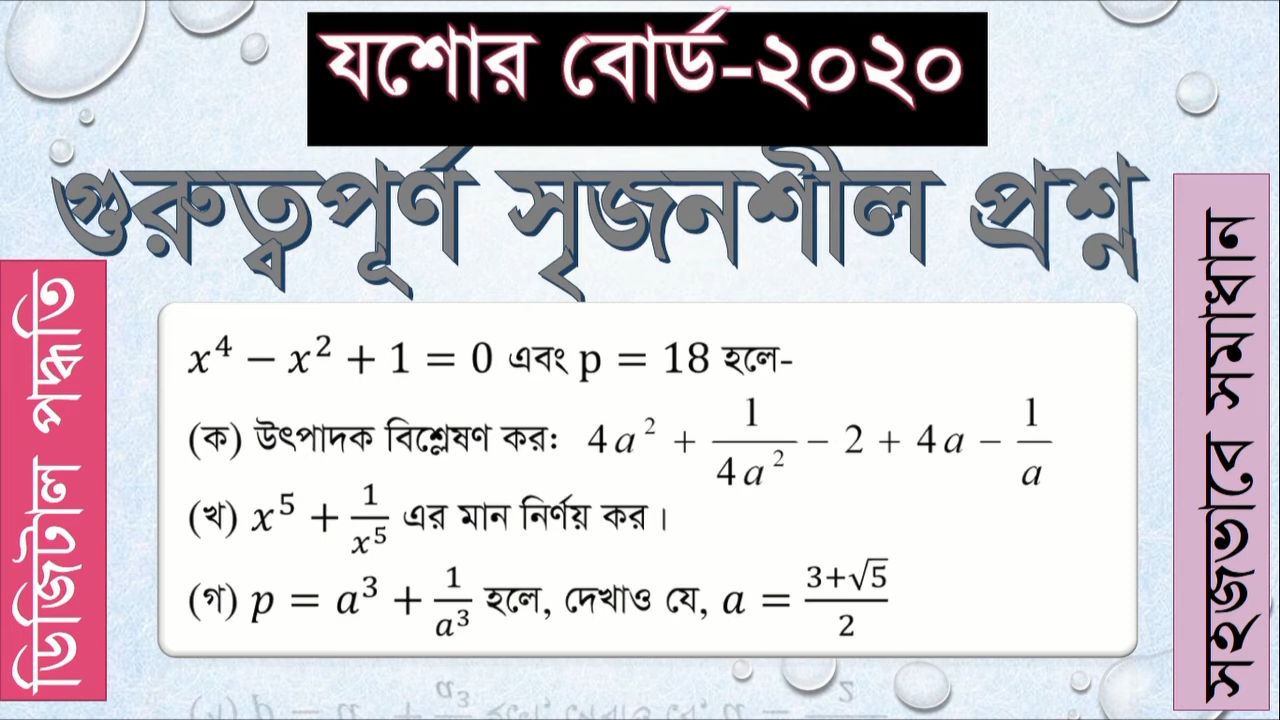 যশোর বোর্ড-২০২০
গুরুত্বপূর্ণ সৃজনশীল প্রশ্ন
ডিজিটাল পদ্ধতি
x⁴ − x² + 1 = 0 এবং p = 18 হলে-
(ক) উৎপাদক বিশ্লেষণ কর: 4a² + 1/4a² − 2 + 4a − 1/a
(খ) x⁵ + 1/x⁵ এর মান নির্ণয় কর।
(গ) p = a³ + 1/a³ হলে, দেখাও যে, a = (3+√5)/2
সহজভাবে সমাধান